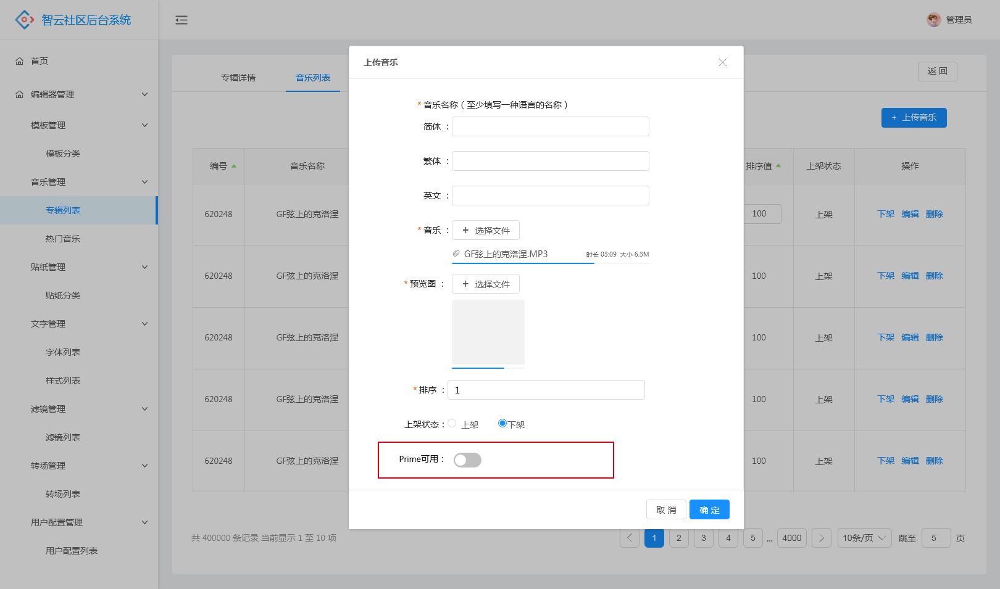 智云社区后台系统
管理员
首页
编辑器管理
模板管理
模板分类
音乐管理
专辑列表
热门音乐
贴纸管理
贴纸分类
文字管理
字体列表
样式列表
滤镜管理
滤镜列表
转场管理
转场列表
用户配置管理
用户配置列表
专辑详情 音乐列表
返 回
+ 上传音乐
编号 音乐名称 排序值 上架状态 操作
620248 GF弦上的克洛涅 100 上架 下架 编辑 删除
620248 GF弦上的克洛涅 100 上架 下架 编辑 删除
620248 GF弦上的克洛涅 100 上架 下架 编辑 删除
620248 GF弦上的克洛涅 100 上架 下架 编辑 删除
620248 GF弦上的克洛涅 100 上架 下架 编辑 删除
共 400000 条记录 当前显示 1 至 10 项
1 2 3 4 5 ... 4000 10条/页 跳至 5 页
上传音乐
* 音乐名称（至少填写一种语言的名称）
简体 ：
繁体 ：
英文 ：
* 音乐 ： + 选择文件
GF弦上的克洛涅.MP3 时长 03:09 大小 6.3M
* 预览图 ： + 选择文件
* 排序 ： 1
上架状态： 上架 下架
Prime可用：
取 消 确 定